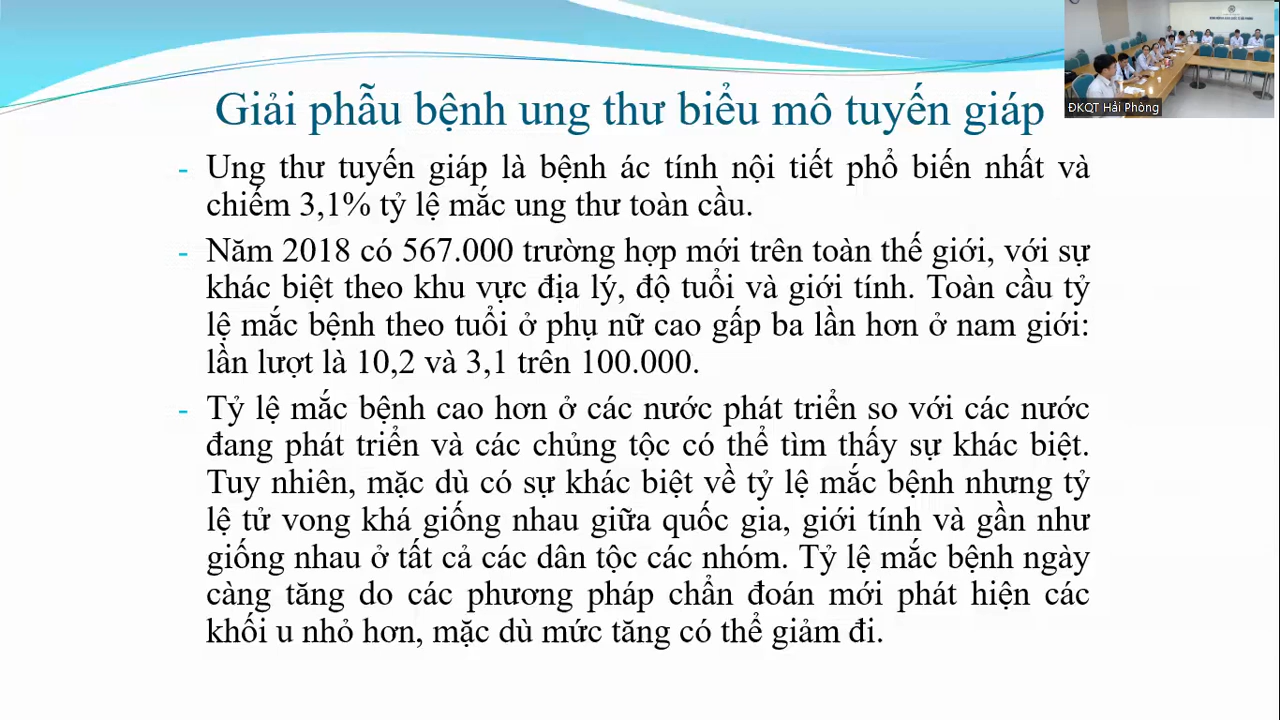 Giải phẫu bệnh ung thư biểu mô tuyến giáp
- Ung thư tuyến giáp là bệnh ác tính nội tiết phổ biến nhất và
chiếm 3,1% tỷ lệ mắc ung thư toàn cầu.
- Năm 2018 có 567.000 trường hợp mới trên toàn thế giới, với sự
khác biệt theo khu vực địa lý, độ tuổi và giới tính. Toàn cầu tỷ
lệ mắc bệnh theo tuổi ở phụ nữ cao gấp ba lần hơn ở nam giới:
lần lượt là 10,2 và 3,1 trên 100.000.
- Tỷ lệ mắc bệnh cao hơn ở các nước phát triển so với các nước
đang phát triển và các chủng tộc có thể tìm thấy sự khác biệt.
Tuy nhiên, mặc dù có sự khác biệt về tỷ lệ mắc bệnh nhưng tỷ
lệ tử vong khá giống nhau giữa quốc gia, giới tính và gần như
giống nhau ở tất cả các dân tộc các nhóm. Tỷ lệ mắc bệnh ngày
càng tăng do các phương pháp chẩn đoán mới phát hiện các
khối u nhỏ hơn, mặc dù mức tăng có thể giảm đi.
ĐKQT Hải Phòng